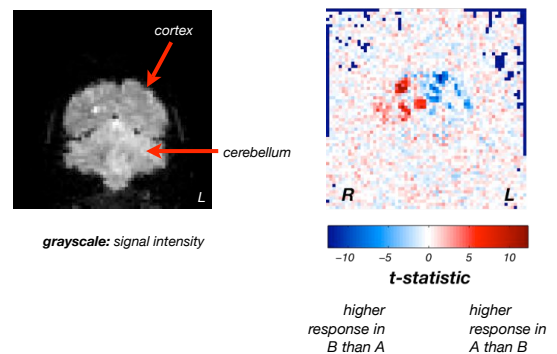 cortex
cerebellum
L
grayscale: signal intensity
R
L
−10 −5 0 5 10
t-statistic
higher
response in
B than A
higher
response in
A than B